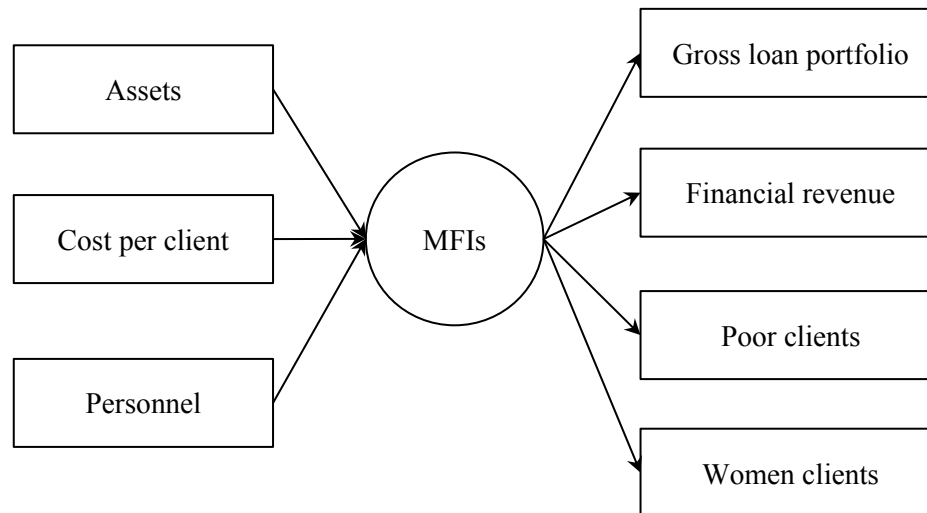 Assets
Cost per client
Personnel
MFIs
Gross loan portfolio
Financial revenue
Poor clients
Women clients